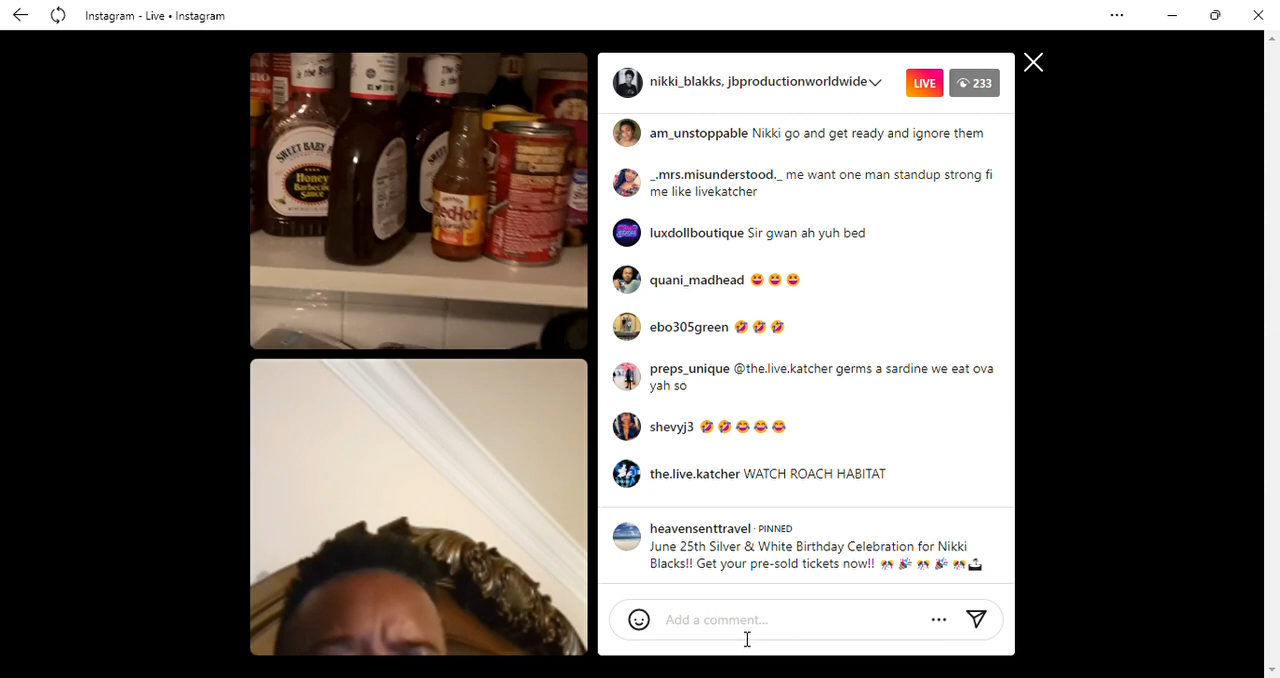 Instagram - Live • Instagram
SWEET BABY
Honey
Barbecue
Sauce
RedHot
nikki_blakks, jbproductionworldwide
LIVE
233
am_unstoppable Nikki go and get ready and ignore them
_.mrs.misunderstood._ me want one man standup strong fi
me like livekatcher
luxdollboutique Sir gwan ah yuh bed
quani_madhead 😆 😆 😆
ebo305green 🤣 🤣 🤣
preps_unique @the.live.katcher germs a sardine we eat ova
yah so
shevyj3 🤣 🤣 😂 😂 😂
the.live.katcher WATCH ROACH HABITAT
heavensenttravel · PINNED
June 25th Silver & White Birthday Celebration for Nikki
Blacks!! Get your pre-sold tickets now!! 🎊 🎉 🎊 🎉 🎊
Add a comment...